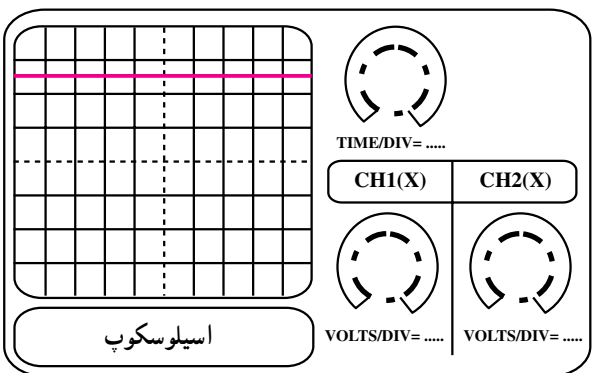 TIME/DIV= .....
CH1(X) CH2(X)
VOLTS/DIV= ..... VOLTS/DIV= .....
اسیلوسکوپ